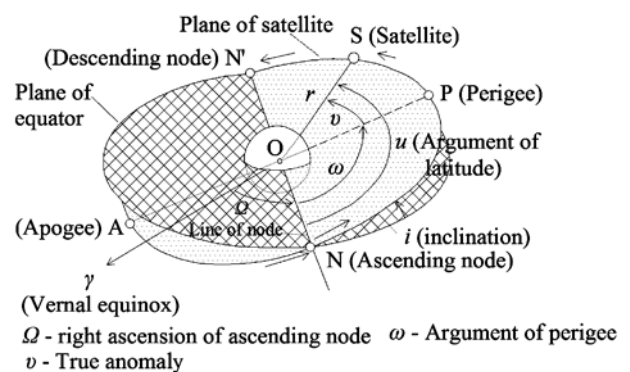 Plane of satellite
S (Satellite)
(Descending node) N'
Plane of
equator
r
P (Perigee)
υ
O
u (Argument of
latitude)
ω
Ω
Line of node
(Apogee) A
i (inclination)
N (Ascending node)
γ
(Vernal equinox)
Ω - right ascension of ascending node ω - Argument of perigee
υ - True anomaly